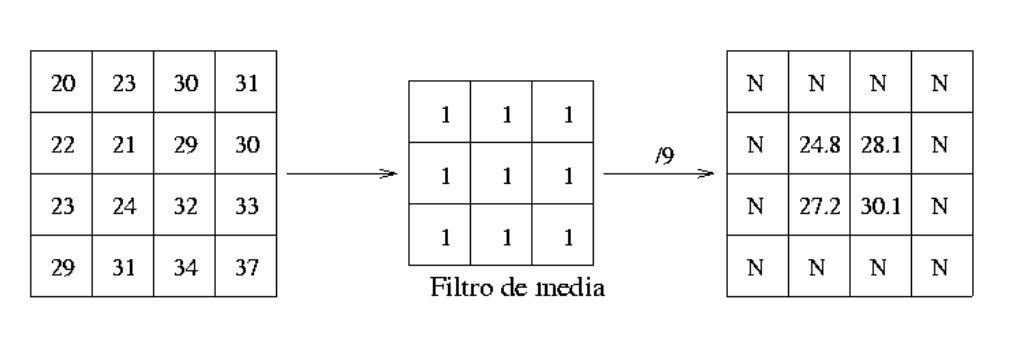 20 23 30 31
22 21 29 30
23 24 32 33
29 31 34 37
1 1 1
1 1 1
1 1 1
Filtro de media
/9
N N N N
N 24.8 28.1 N
N 27.2 30.1 N
N N N N